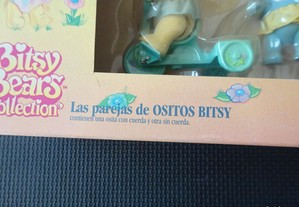 Bitsy
Bears
Collection
Las parejas de OSITOS BITSY
contienen una osita con cuerda y otra sin cuerda.